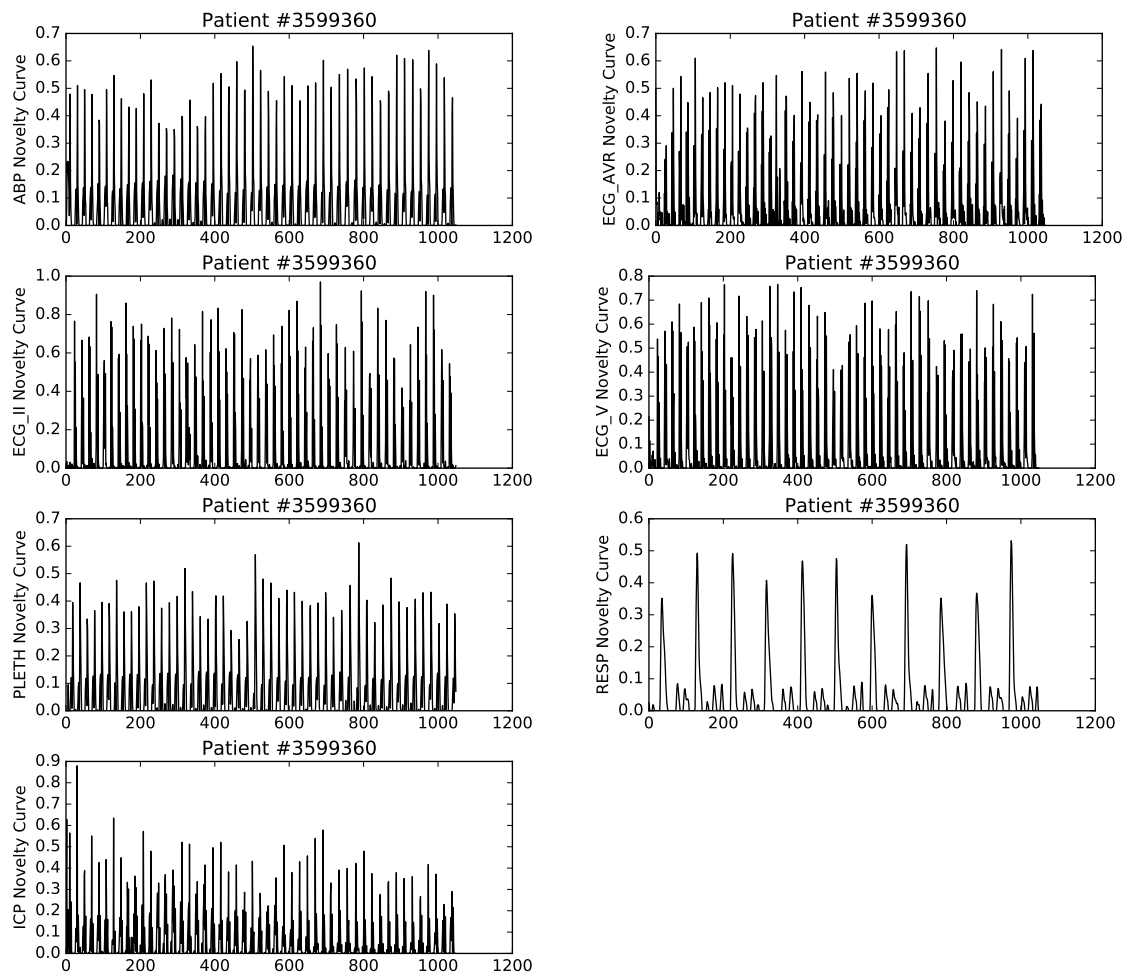 Patient #3599360
ABP Novelty Curve
0.7
0.6
0.5
0.4
0.3
0.2
0.1
0.0
0 200 400 600 800 1000 1200
Patient #3599360
ECG_AVR Novelty Curve
0.7
0.6
0.5
0.4
0.3
0.2
0.1
0.0
0 200 400 600 800 1000 1200
Patient #3599360
ECG_II Novelty Curve
1.0
0.8
0.6
0.4
0.2
0.0
0 200 400 600 800 1000 1200
Patient #3599360
ECG_V Novelty Curve
0.8
0.7
0.6
0.5
0.4
0.3
0.2
0.1
0.0
0 200 400 600 800 1000 1200
Patient #3599360
PLETH Novelty Curve
0.7
0.6
0.5
0.4
0.3
0.2
0.1
0.0
0 200 400 600 800 1000 1200
Patient #3599360
RESP Novelty Curve
0.6
0.5
0.4
0.3
0.2
0.1
0.0
0 200 400 600 800 1000 1200
Patient #3599360
ICP Novelty Curve
0.9
0.8
0.7
0.6
0.5
0.4
0.3
0.2
0.1
0.0
0 200 400 600 800 1000 1200